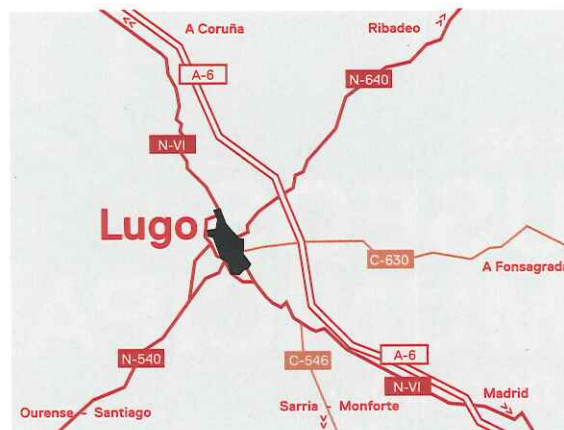 A Coruña
Ribadeo
A-6
N-640
N-VI
Lugo
C-630
A Fonsagrada
N-540
C-546
A-6
N-VI
Madrid
Ourense - Santiago
Sarria - Monforte